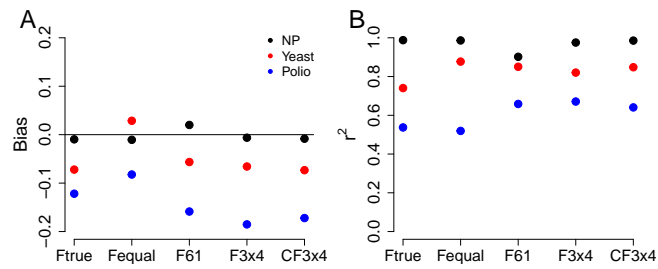 A
Bias
0.2
0.1
0.0
−0.1
−0.2
NP
Yeast
Polio
Ftrue Fequal F61 F3x4 CF3x4
B
r²
1.0
0.8
0.6
0.4
0.2
0.0
Ftrue Fequal F61 F3x4 CF3x4